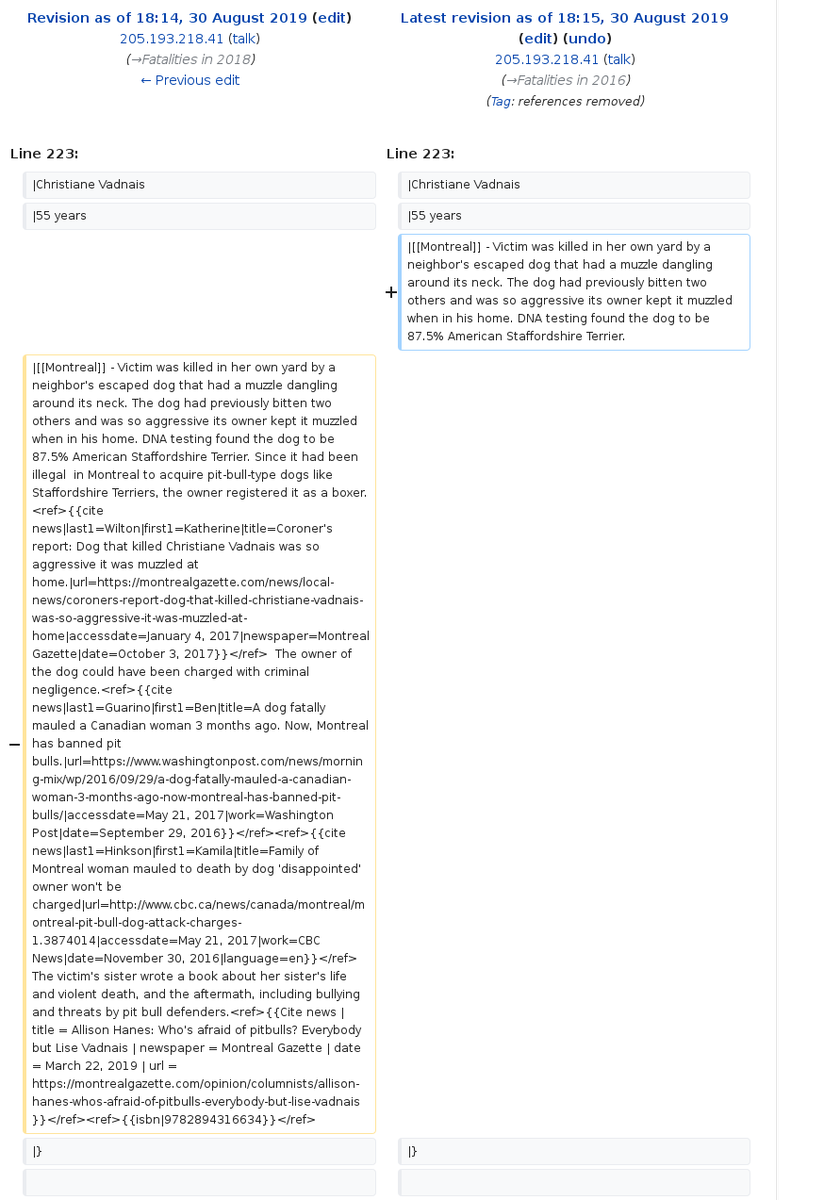 Revision as of 18:14, 30 August 2019 (edit)
205.193.218.41 (talk)
(→Fatalities in 2018)
← Previous edit
Latest revision as of 18:15, 30 August 2019
(edit) (undo)
205.193.218.41 (talk)
(→Fatalities in 2016)
(Tag: references removed)
Line 223:
Line 223:
|Christiane Vadnais
|Christiane Vadnais
|55 years
|55 years
+
|[[Montreal]] - Victim was killed in her own yard by a
neighbor's escaped dog that had a muzzle dangling
around its neck. The dog had previously bitten two
others and was so aggressive its owner kept it muzzled
when in his home. DNA testing found the dog to be
87.5% American Staffordshire Terrier.
−
|[[Montreal]] - Victim was killed in her own yard by a
neighbor's escaped dog that had a muzzle dangling
around its neck. The dog had previously bitten two
others and was so aggressive its owner kept it muzzled
when in his home. DNA testing found the dog to be
87.5% American Staffordshire Terrier. Since it had been
illegal  in Montreal to acquire pit-bull-type dogs like
Staffordshire Terriers, the owner registered it as a boxer.
<ref>{{cite
news|last1=Wilton|first1=Katherine|title=Coroner's
report: Dog that killed Christiane Vadnais was so
aggressive it was muzzled at
home.|url=https://montrealgazette.com/news/local-
news/coroners-report-dog-that-killed-christiane-vadnais-
was-so-aggressive-it-was-muzzled-at-
home|accessdate=January 4, 2017|newspaper=Montreal
Gazette|date=October 3, 2017}}</ref>  The owner of
the dog could have been charged with criminal
negligence.<ref>{{cite
news|last1=Guarino|first1=Ben|title=A dog fatally
mauled a Canadian woman 3 months ago. Now, Montreal
has banned pit
bulls.|url=https://www.washingtonpost.com/news/mornin
g-mix/wp/2016/09/29/a-dog-fatally-mauled-a-canadian-
woman-3-months-ago-now-montreal-has-banned-pit-
bulls/|accessdate=May 21, 2017|work=Washington
Post|date=September 29, 2016}}</ref><ref>{{cite
news|last1=Hinkson|first1=Kamila|title=Family of
Montreal woman mauled to death by dog 'disappointed'
owner won't be
charged|url=http://www.cbc.ca/news/canada/montreal/m
ontreal-pit-bull-dog-attack-charges-
1.3874014|accessdate=May 21, 2017|work=CBC
News|date=November 30, 2016|language=en}}</ref>
The victim's sister wrote a book about her sister's life
and violent death, and the aftermath, including bullying
and threats by pit bull defenders.<ref>{{Cite news |
title = Allison Hanes: Who's afraid of pitbulls? Everybody
but Lise Vadnais | newspaper = Montreal Gazette | date
= March 22, 2019 | url =
https://montrealgazette.com/opinion/columnists/allison-
hanes-whos-afraid-of-pitbulls-everybody-but-lise-vadnais
}}</ref><ref>{{isbn|9782894316634}}</ref>
|}
|}